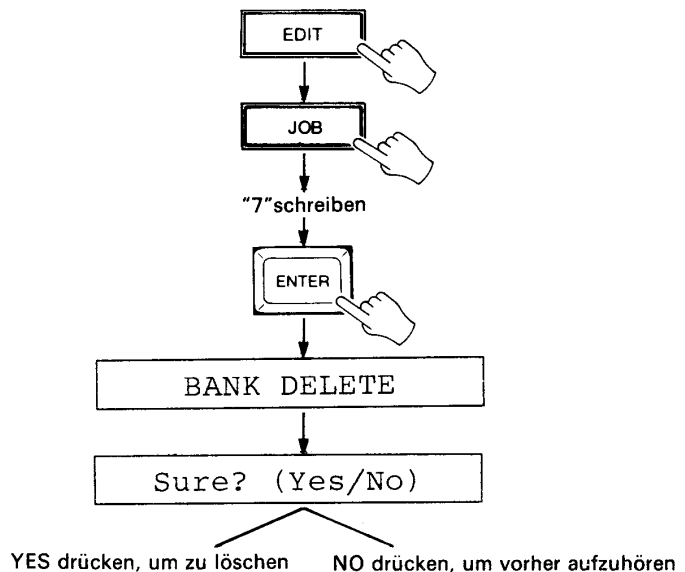 EDIT
JOB
"7"schreiben
ENTER
BANK DELETE
Sure? (Yes/No)
YES drücken, um zu löschen
NO drücken, um vorher aufzuhören